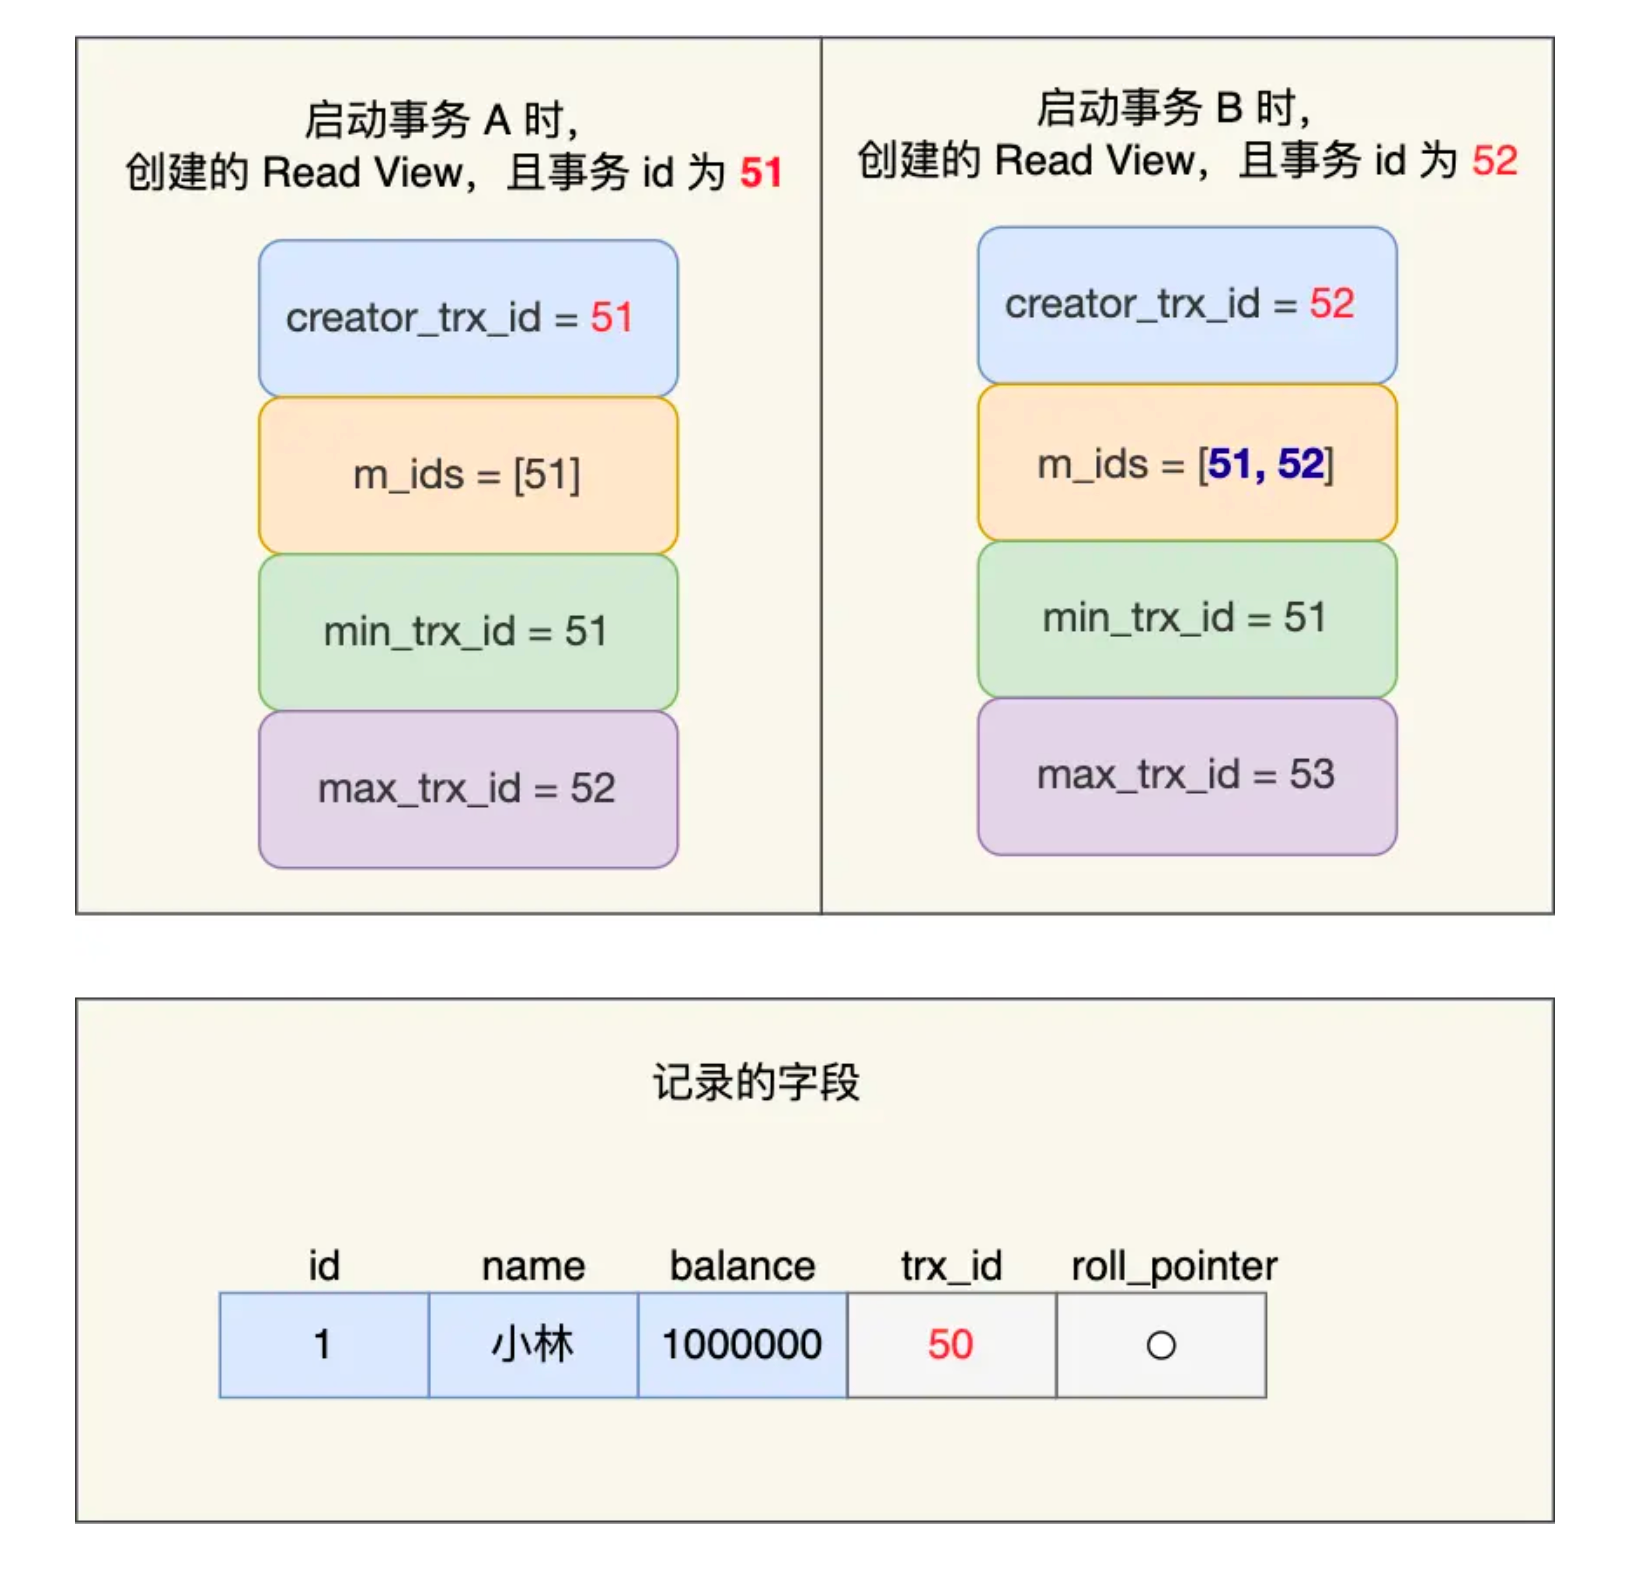 启动事务 A 时，
创建的 Read View，且事务 id 为 51
creator_trx_id = 51
m_ids = [51]
min_trx_id = 51
max_trx_id = 52
启动事务 B 时，
创建的 Read View，且事务 id 为 52
creator_trx_id = 52
m_ids = [51, 52]
min_trx_id = 51
max_trx_id = 53
记录的字段
id name balance trx_id roll_pointer
1 小林 1000000 50